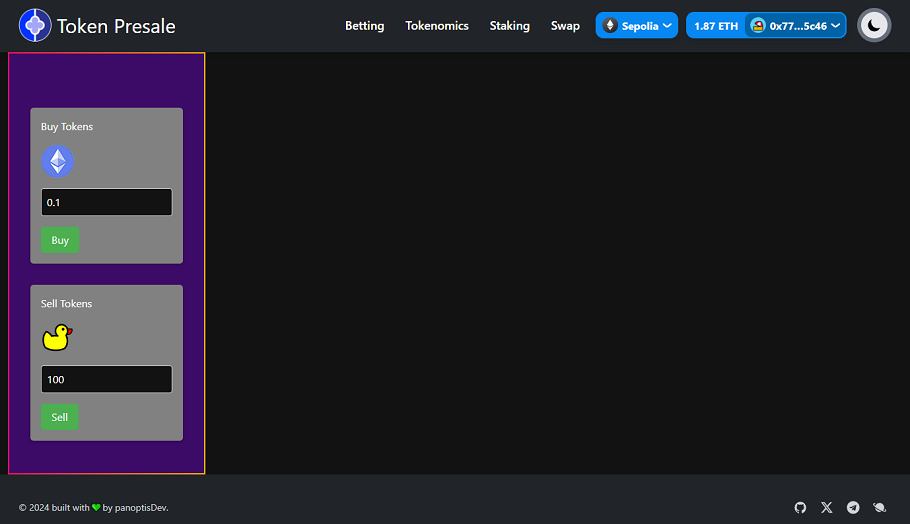 Token Presale
Betting Tokenomics Staking Swap Sepolia 1.87 ETH 0x77...5c46
Buy Tokens
0.1
Buy
Sell Tokens
100
Sell
© 2024 built with 💚 by panoptisDev.